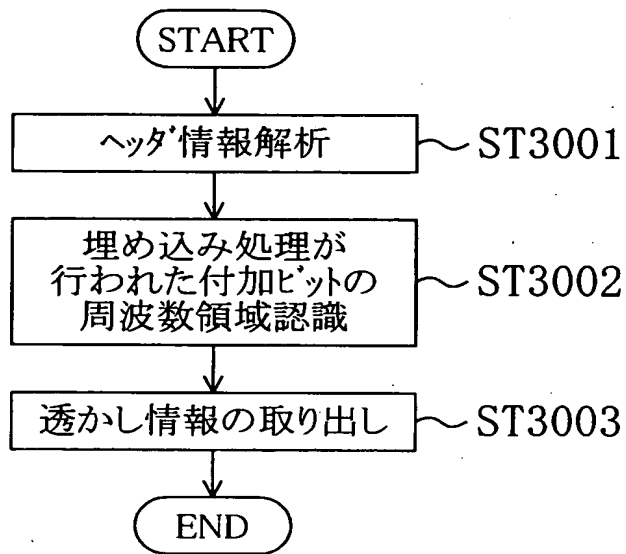 START
ヘッダ情報解析
ST3001
埋め込み処理が
行われた付加ビットの
周波数領域認識
ST3002
透かし情報の取り出し
ST3003
END